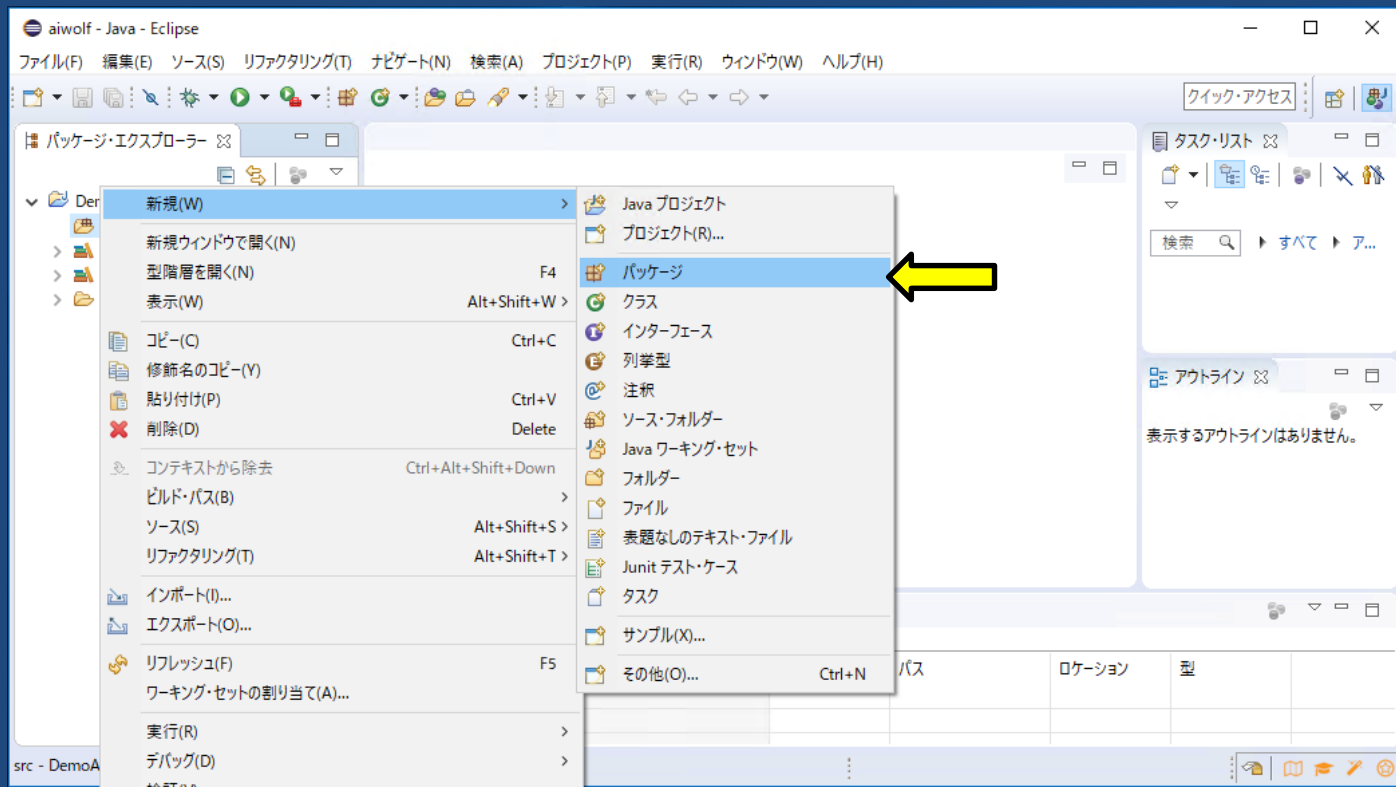 aiwolf - Java - Eclipse
ファイル(F) 編集(E) ソース(S) リファクタリング(T) ナビゲート(N) 検索(A) プロジェクト(P) 実行(R) ウィンドウ(W) ヘルプ(H)
クイック・アクセス
パッケージ・エクスプローラー
タスク・リスト
検索 すべて ア...
アウトライン
表示するアウトラインはありません。
新規(W)
新規ウィンドウで開く(N)
型階層を開く(N) F4
表示(W) Alt+Shift+W
コピー(C) Ctrl+C
修飾名のコピー(Y)
貼り付け(P) Ctrl+V
削除(D) Delete
コンテキストから除去 Ctrl+Alt+Shift+Down
ビルド・パス(B)
ソース(S) Alt+Shift+S
リファクタリング(T) Alt+Shift+T
インポート(I)...
エクスポート(O)...
リフレッシュ(F) F5
ワーキング・セットの割り当て(A)...
実行(R)
デバッグ(D)
Java プロジェクト
プロジェクト(R)...
パッケージ
クラス
インターフェース
列挙型
注釈
ソース・フォルダー
Java ワーキング・セット
フォルダー
ファイル
表題なしのテキスト・ファイル
Junit テスト・ケース
タスク
サンプル(X)...
その他(O)... Ctrl+N
パス ロケーション 型
src - DemoA